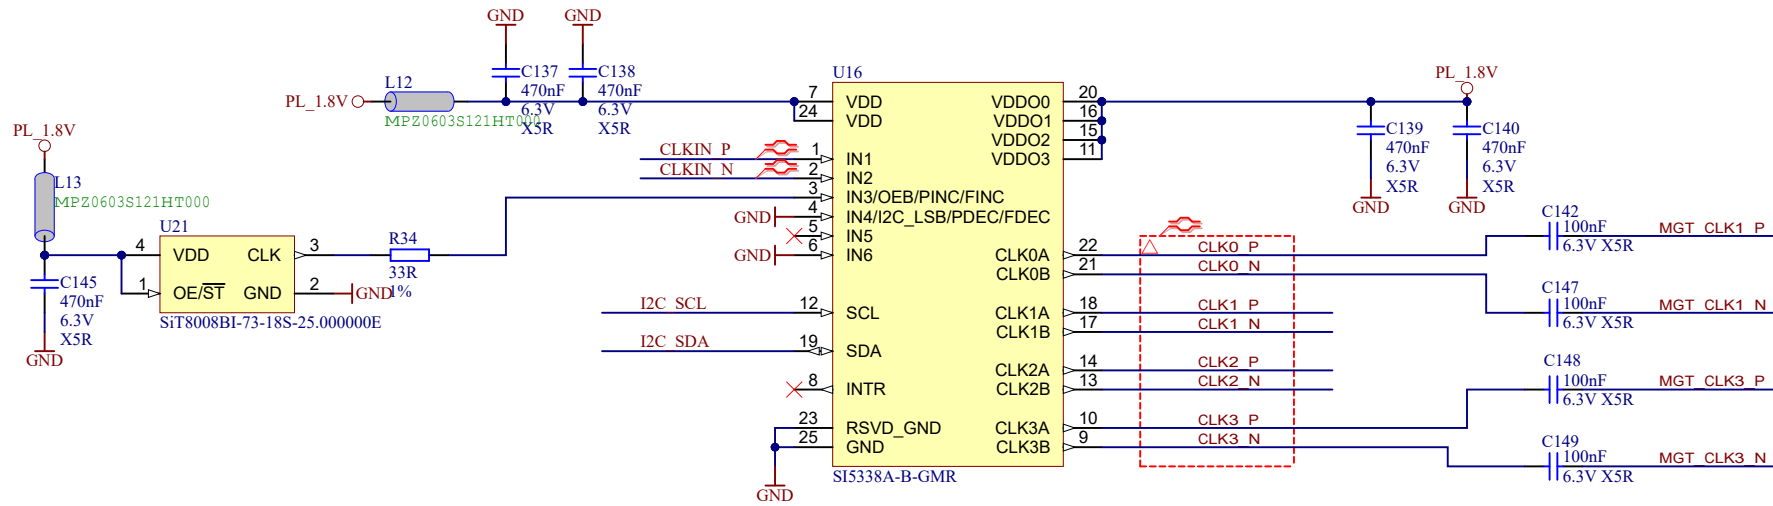 GND
GND
C137
470nF
6.3V
X5R
C138
470nF
6.3V
X5R
L12
PL_1.8V
MPZ0603S121HT000
PL_1.8V
L13
MPZ0603S121HT000
C145
470nF
6.3V
X5R
GND
U21
4
VDD
CLK
3
1
OE/ST
GND
2
GND
SiT8008BI-73-18S-25.000000E
R34
33R
1%
U16
7
VDD
24
VDD
CLKIN_P
1
IN1
CLKIN_N
2
IN2
3
IN3/OEB/PINC/FINC
GND
4
IN4/I2C_LSB/PDEC/FDEC
5
IN5
GND
6
IN6
I2C_SCL
12
SCL
I2C_SDA
19
SDA
8
INTR
23
RSVD_GND
25
GND
GND
SI5338A-B-GMR
VDDO0
20
VDDO1
16
VDDO2
15
VDDO3
11
CLK0A
22
CLK0_P
CLK0B
21
CLK0_N
CLK1A
18
CLK1_P
CLK1B
17
CLK1_N
CLK2A
14
CLK2_P
CLK2B
13
CLK2_N
CLK3A
10
CLK3_P
CLK3B
9
CLK3_N
PL_1.8V
C139
470nF
6.3V
X5R
GND
C140
470nF
6.3V
X5R
GND
C142
100nF
6.3V X5R
MGT_CLK1_P
C147
100nF
6.3V X5R
MGT_CLK1_N
C148
100nF
6.3V X5R
MGT_CLK3_P
C149
100nF
6.3V X5R
MGT_CLK3_N